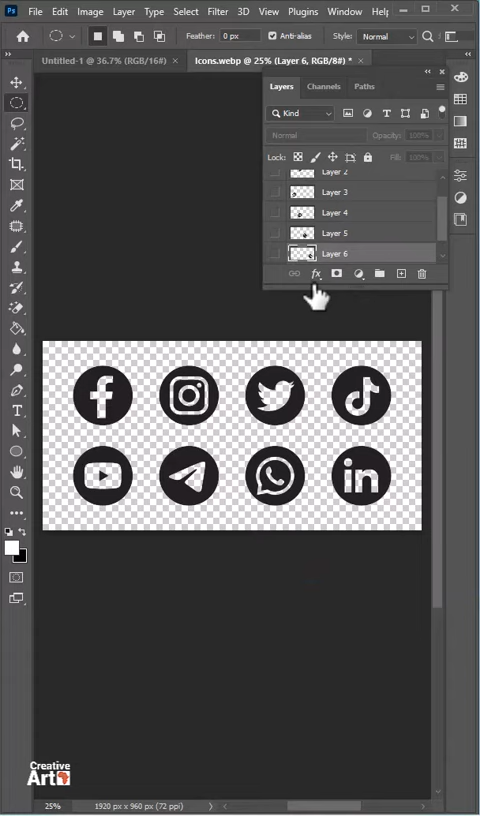 Ps File Edit Image Layer Type Select Filter 3D View Plugins Window Help
Feather: 0 px Anti-alias Style: Normal
Untitled-1 @ 36.7% (RGB/16#) × Icons.webp @ 25% (Layer 6, RGB/8#) * ×
Layers Channels Paths
Kind
Normal Opacity: 100%
Lock: Fill: 100%
Layer 2
Layer 3
Layer 4
Layer 5
Layer 6
fx
in
Creative
Art
25% 1920 px x 960 px (72 ppi)